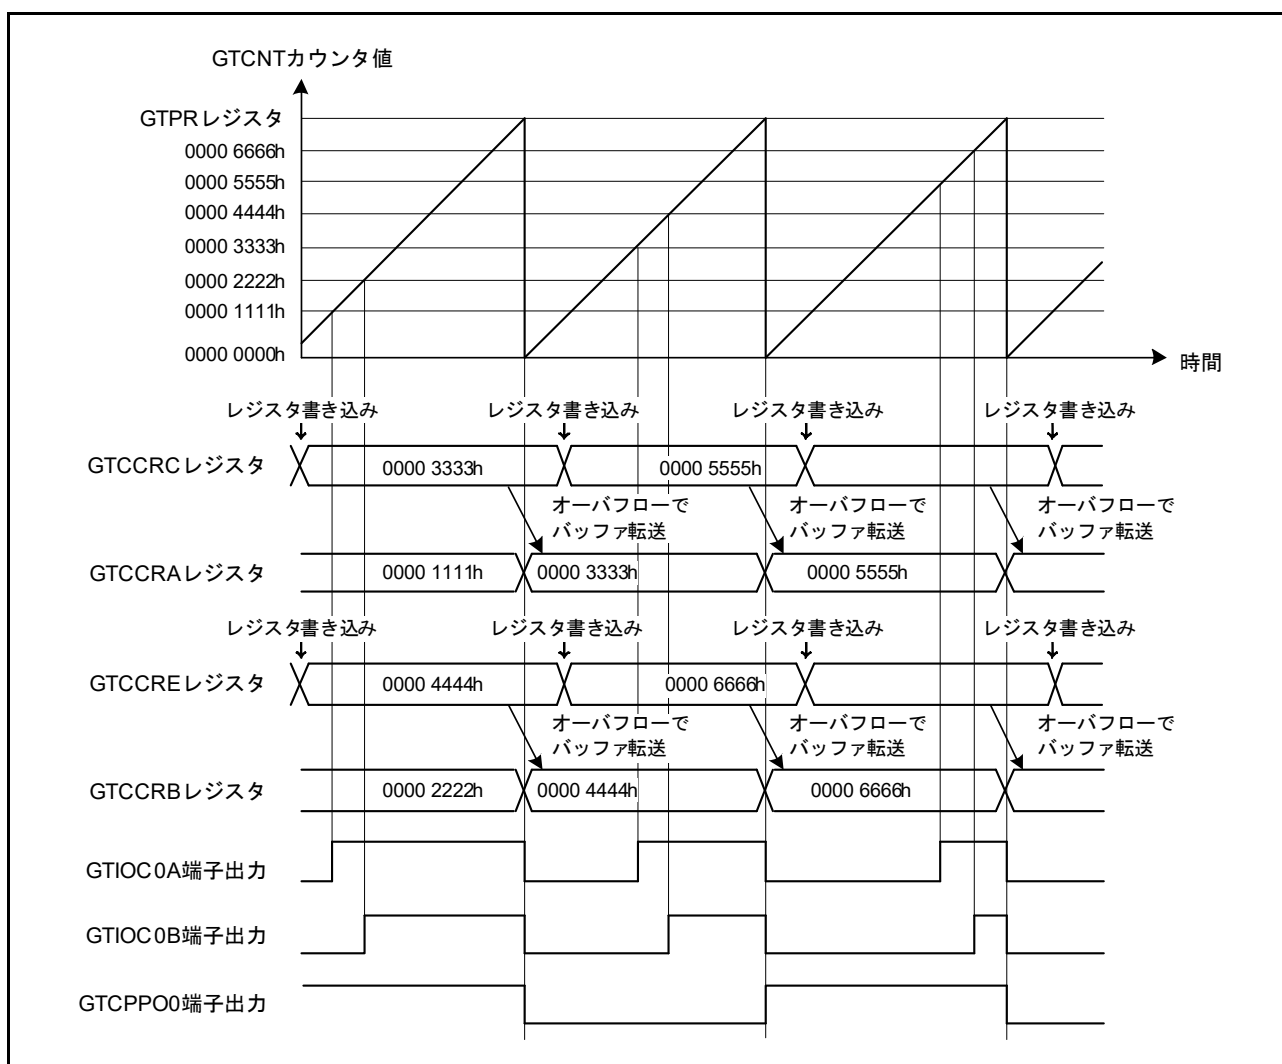 GTCNTカウンタ値
GTPRレジスタ
0000 6666h
0000 5555h
0000 4444h
0000 3333h
0000 2222h
0000 1111h
0000 0000h
時間
レジスタ書き込み レジスタ書き込み レジスタ書き込み レジスタ書き込み
GTCCRCレジスタ 0000 3333h 0000 5555h
オーバフローで オーバフローで オーバフローで
バッファ転送 バッファ転送 バッファ転送
GTCCRAレジスタ 0000 1111h 0000 3333h 0000 5555h
レジスタ書き込み レジスタ書き込み レジスタ書き込み レジスタ書き込み
GTCCREレジスタ 0000 4444h 0000 6666h
オーバフローで オーバフローで オーバフローで
バッファ転送 バッファ転送 バッファ転送
GTCCRBレジスタ 0000 2222h 0000 4444h 0000 6666h
GTIOC0A端子出力
GTIOC0B端子出力
GTCPPO0端子出力